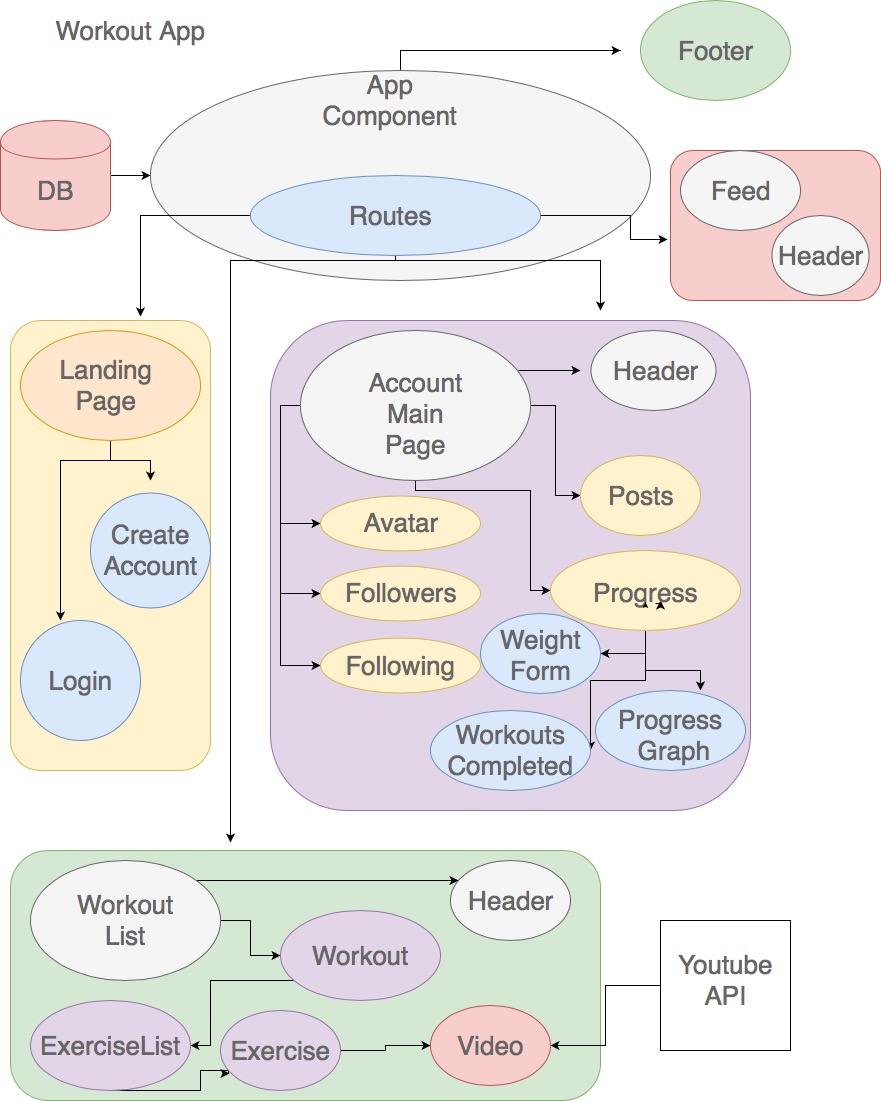 Workout App
Footer
App
Component
DB
Routes
Feed
Header
Landing
Page
Create
Account
Login
Account
Main
Page
Header
Posts
Avatar
Followers
Following
Progress
Weight
Form
Workouts
Completed
Progress
Graph
Workout
List
Header
Workout
ExerciseList
Exercise
Video
Youtube
API